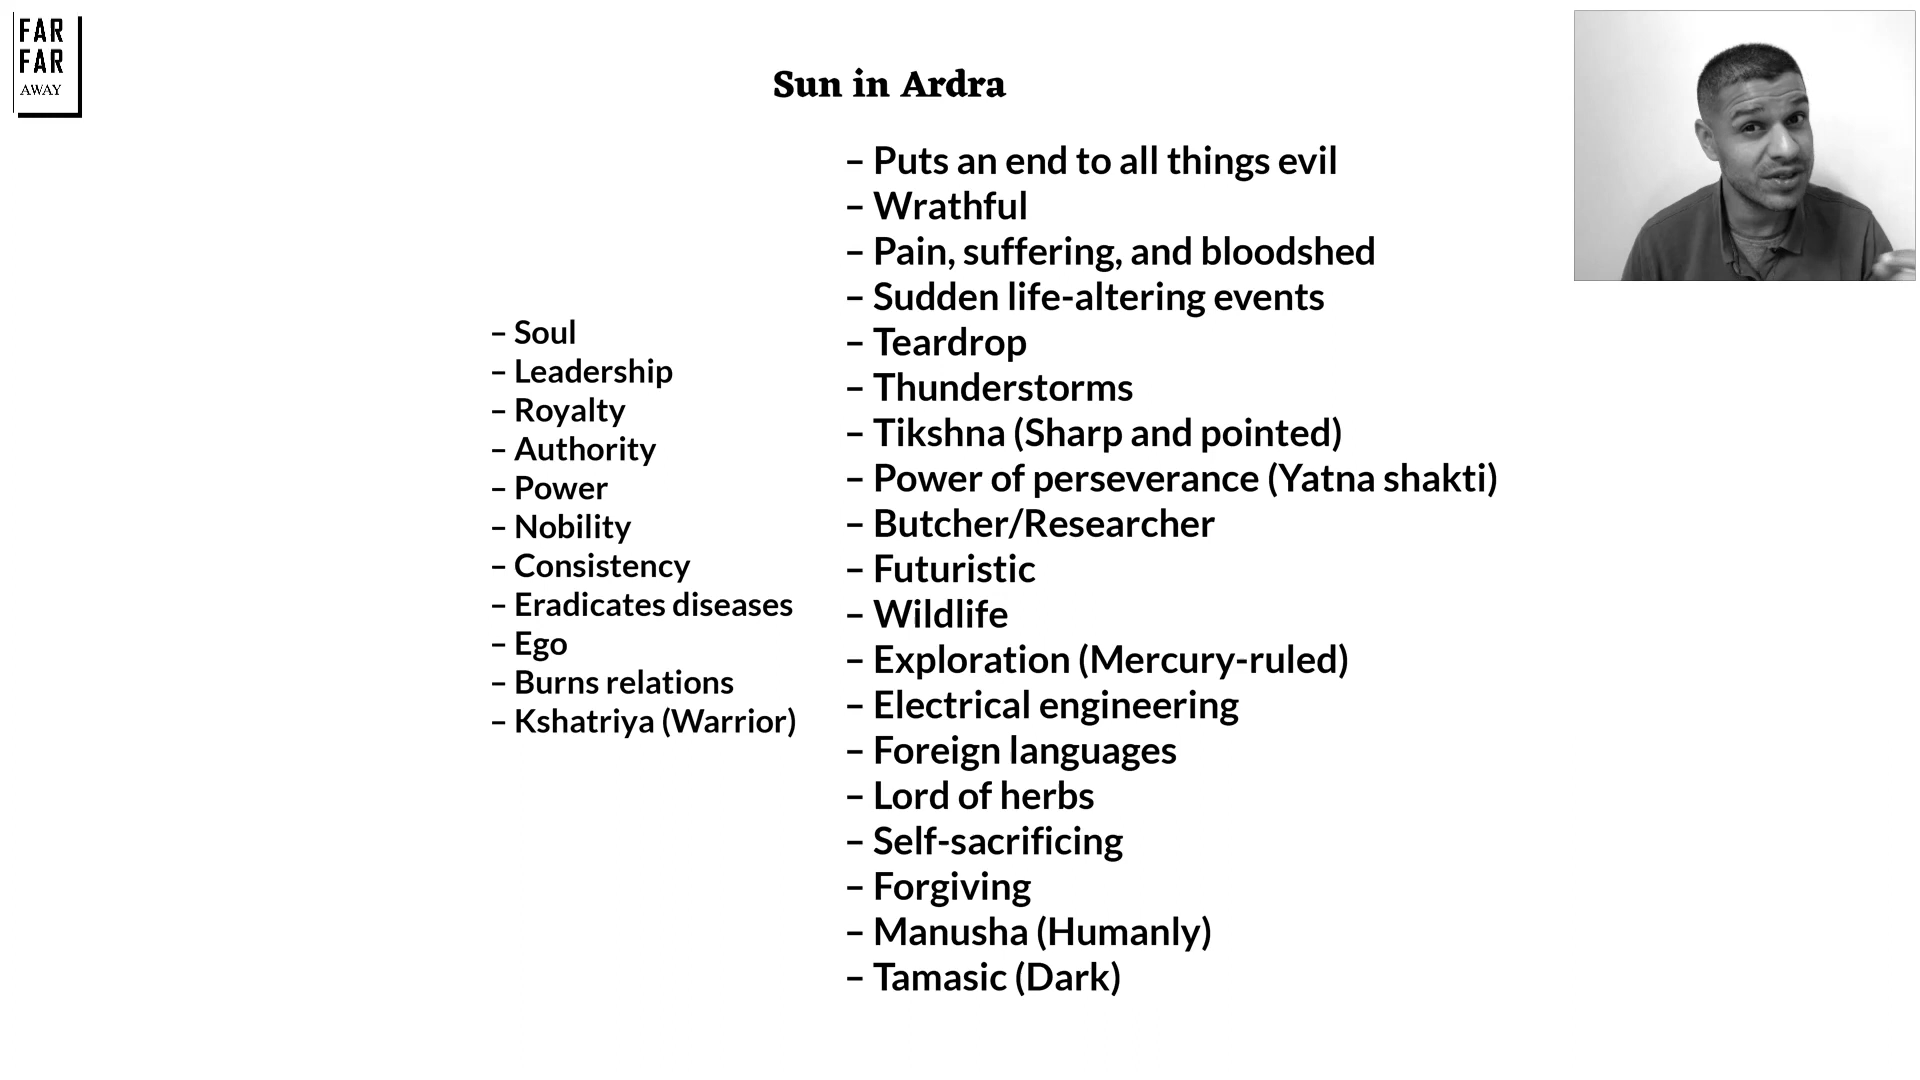 FAR
FAR
AWAY
Sun in Ardra
– Soul
– Leadership
– Royalty
– Authority
– Power
– Nobility
– Consistency
– Eradicates diseases
– Ego
– Burns relations
– Kshatriya (Warrior)
– Puts an end to all things evil
– Wrathful
– Pain, suffering, and bloodshed
– Sudden life-altering events
– Teardrop
– Thunderstorms
– Tikshna (Sharp and pointed)
– Power of perseverance (Yatna shakti)
– Butcher/Researcher
– Futuristic
– Wildlife
– Exploration (Mercury-ruled)
– Electrical engineering
– Foreign languages
– Lord of herbs
– Self-sacrificing
– Forgiving
– Manusha (Humanly)
– Tamasic (Dark)